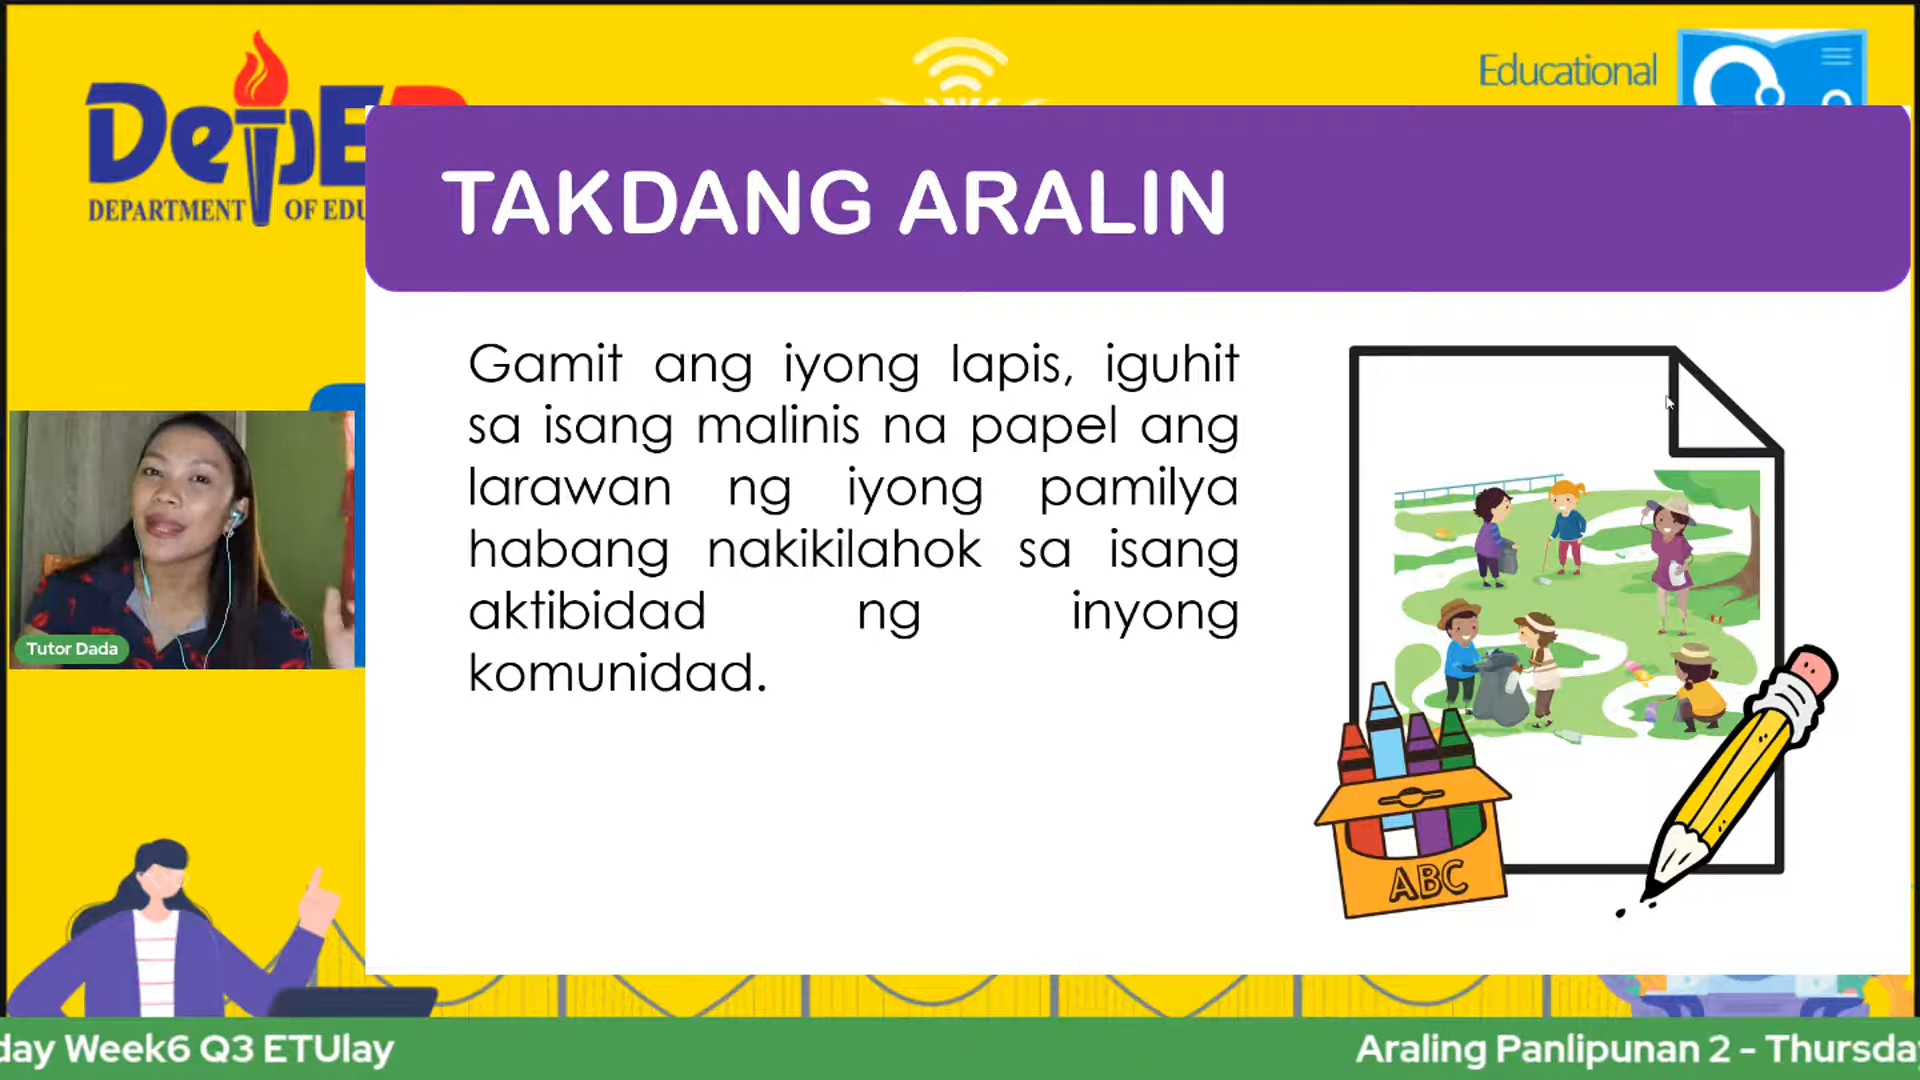 DepE
DEPARTMENT OF EDU
Educational
TAKDANG ARALIN
Gamit ang iyong lapis, iguhit
sa isang malinis na papel ang
larawan ng iyong pamilya
habang nakikilahok sa isang
aktibidad ng inyong
komunidad.
Tutor Dada
ABC
day Week6 Q3 ETUlay
Araling Panlipunan 2 - Thursday